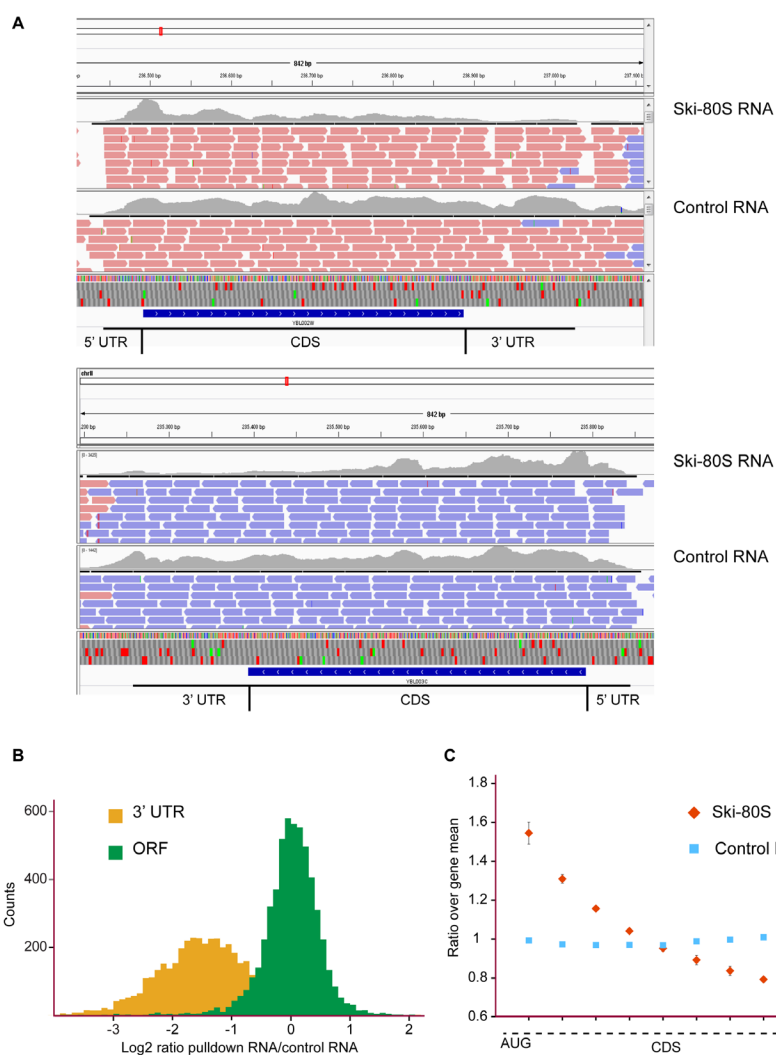 A
842 bp
236.500 bp
236.600 bp
236.700 bp
236.800 bp
236.900 bp
237.000 bp
237.100 bp
Ski-80S RNA
Control RNA
YBL002W
5' UTR
CDS
3' UTR
chrII
842 bp
200 bp
235.300 bp
235.400 bp
235.500 bp
235.600 bp
235.700 bp
235.800 bp
Ski-80S RNA
Control RNA
YBL003C
3' UTR
CDS
5' UTR
B
3' UTR
ORF
600
400
200
Counts
-3
-2
-1
0
1
2
Log2 ratio pulldown RNA/control RNA
C
1.8
1.6
1.4
1.2
1
0.8
0.6
Ratio over gene mean
Ski-80S
Control
AUG
CDS